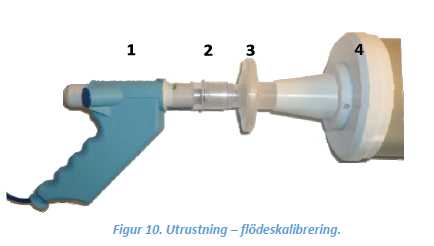 1 2 3 4
Figur 10. Utrustning – flödeskalibrering.